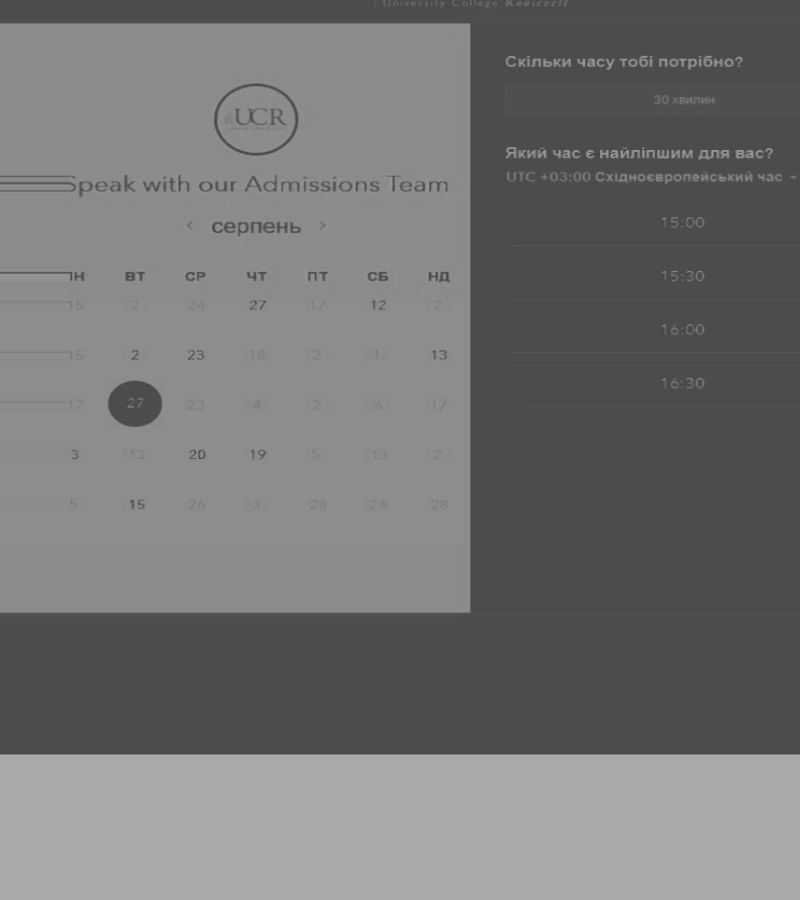 University College Roosevelt
UCR
Speak with our Admissions Team
< серпень >
ПН ВТ СР ЧТ ПТ СБ НД
15 2 24 27 17 12 2
15 2 23 18 2 1 13
17 27 23 4 2 6 17
3 13 20 19 5 13 2
5 15 26 3 28 24 28
Скільки часу тобі потрібно?
30 хвилин
Який час є найліпшим для вас?
UTC +03:00 Східноєвропейський час
15:00
15:30
16:00
16:30